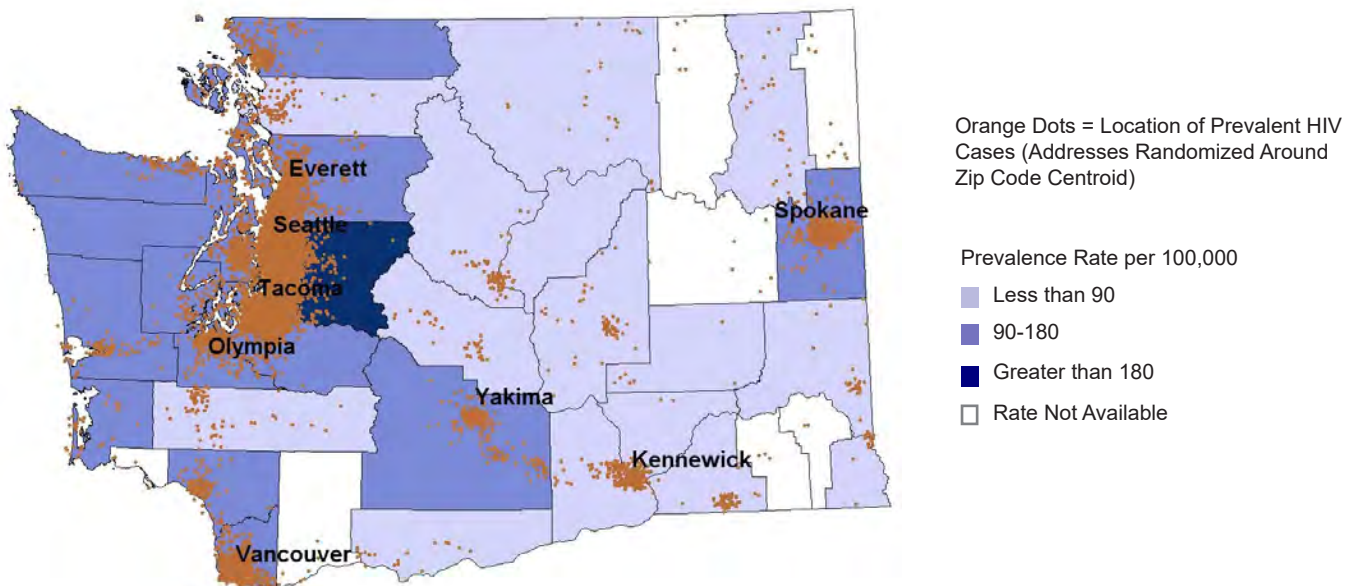 Everett
Seattle
Tacoma
Olympia
Yakima
Kennewick
Vancouver
Spokane
Orange Dots = Location of Prevalent HIV
Cases (Addresses Randomized Around
Zip Code Centroid)
Prevalence Rate per 100,000
Less than 90
90-180
Greater than 180
Rate Not Available